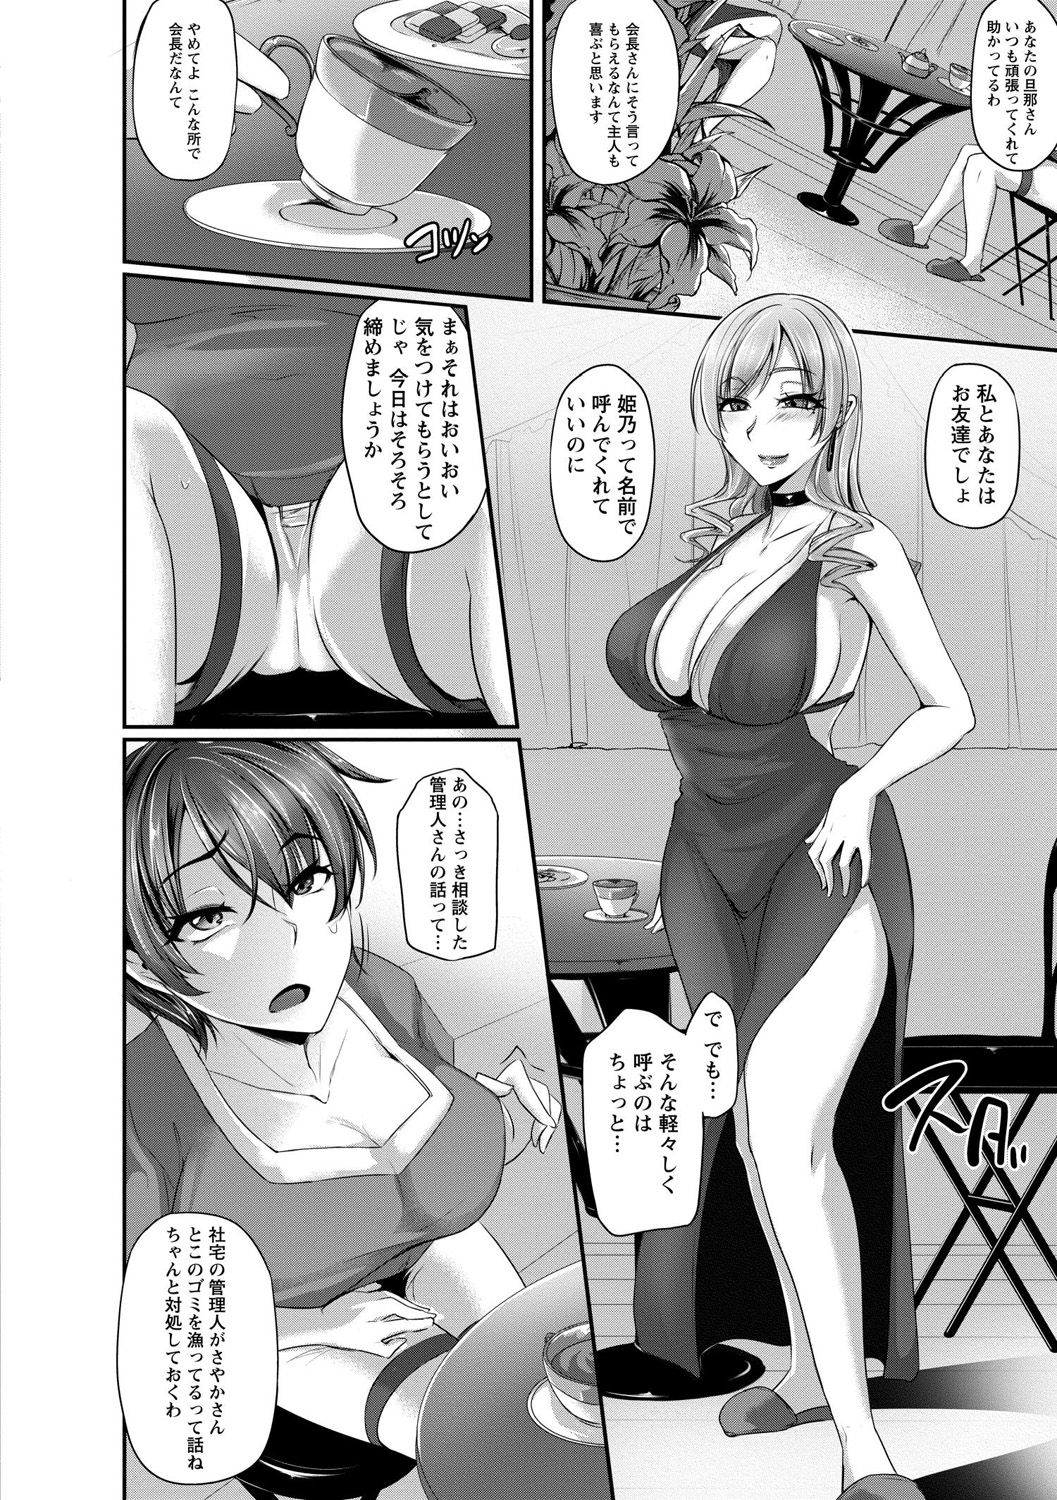 あなたの旦那さん
いつも頑張ってくれて
助かってるわ
会長さんにそう言って
もらえるなんて主人も
喜ぶと思います
やめてよ こんな所で
会長だなんて
コツッ
私とあなたは
お友達でしょ
姫乃って名前で
呼んでくれて
いいのに
で でも…
そんな軽々しく
呼ぶのは
ちょっと…
スタッ
まぁそれはおいおい
気をつけてもらうとして
じゃ 今日はそろそろ
締めましょうか
あの…さっき相談した
管理人さんの話って…
社宅の管理人がさやかさん
とこのゴミを漁ってるって話ね
ちゃんと対処しておくわ